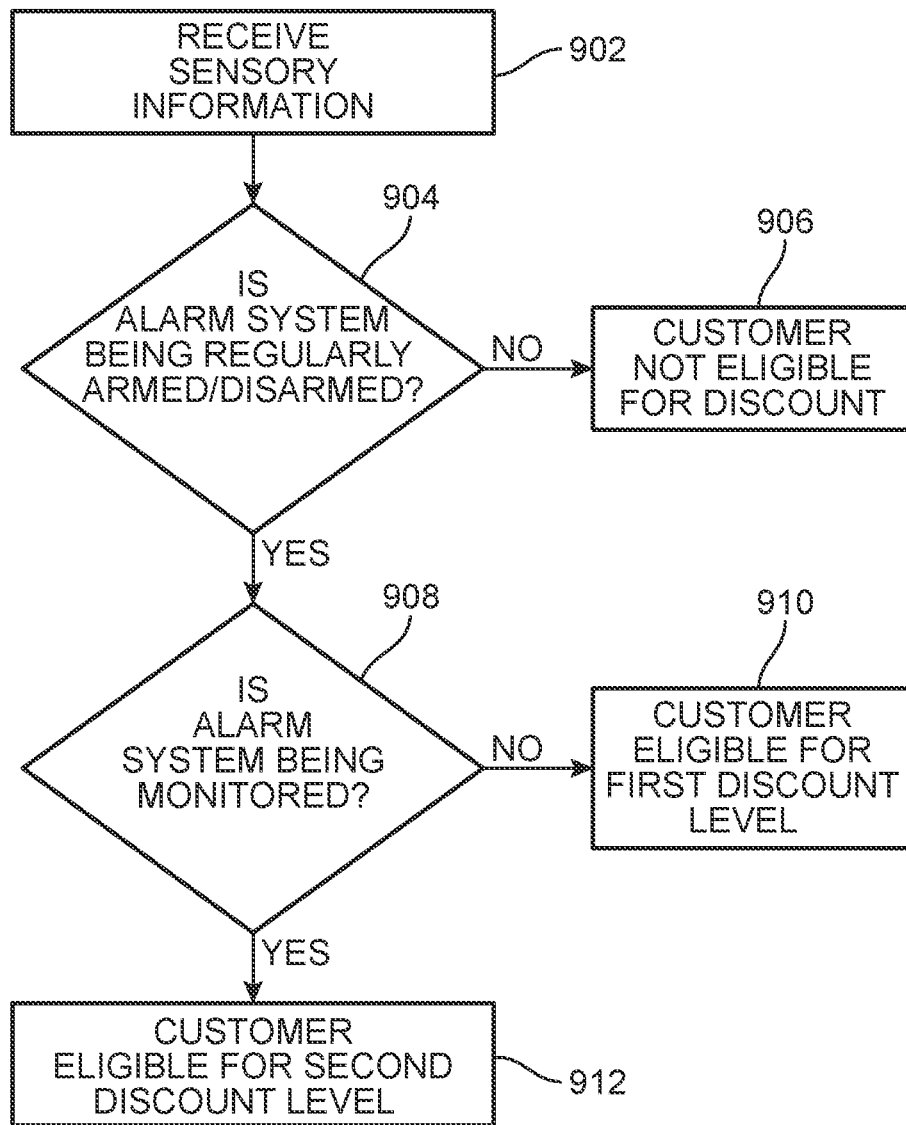 RECEIVE
SENSORY
INFORMATION
902
904
IS
ALARM SYSTEM
BEING REGULARLY
ARMED/DISARMED?
NO
906
CUSTOMER
NOT ELIGIBLE
FOR DISCOUNT
YES
908
IS
ALARM
SYSTEM BEING
MONITORED?
NO
910
CUSTOMER
ELIGIBLE FOR
FIRST DISCOUNT
LEVEL
YES
CUSTOMER
ELIGIBLE FOR SECOND
DISCOUNT LEVEL
912